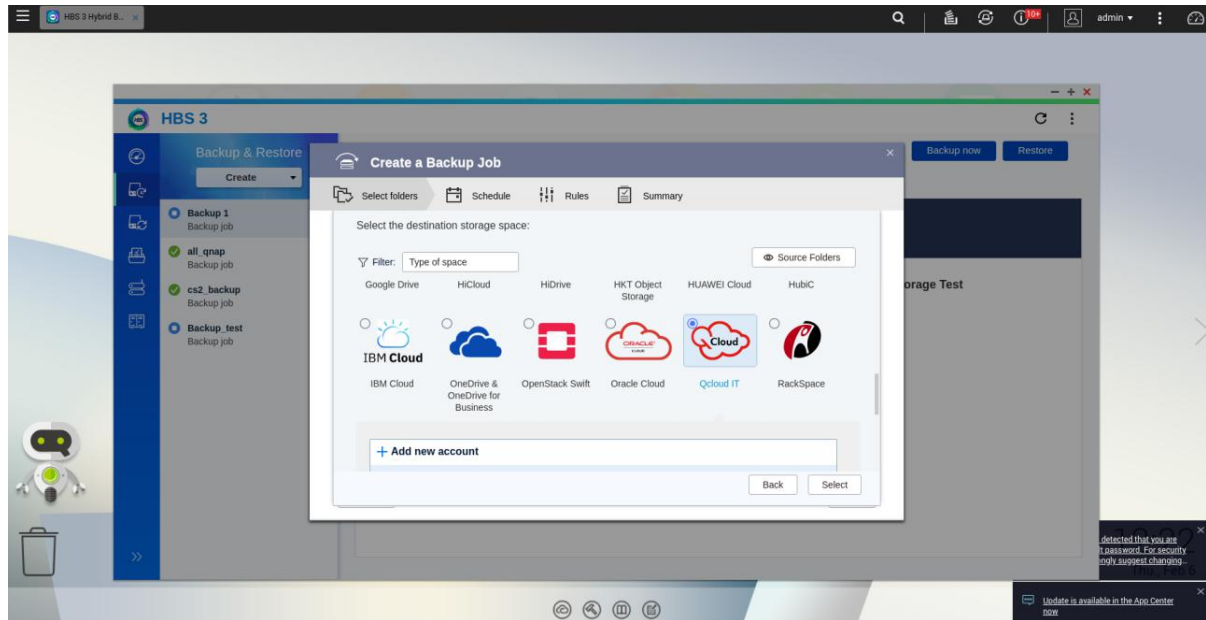 HBS 3 Hybrid B...
10+
admin
HBS 3
Backup & Restore
Create
Backup now
Restore
Backup 1
Backup job
all_qnap
Backup job
cs2_backup
Backup job
Backup_test
Backup job
orage Test
Create a Backup Job
Select folders
Schedule
Rules
Summary
Select the destination storage space:
Filter:
Type of space
Source Folders
Google Drive
HiCloud
HiDrive
HKT Object
Storage
HUAWEI Cloud
HubiC
IBM Cloud
ORACLE
Cloud
IBM Cloud
OneDrive &
OneDrive for
Business
OpenStack Swift
Oracle Cloud
Qcloud IT
RackSpace
+ Add new account
Back
Select
detected that you are
t password. For security
ngly suggest changing...
Update is available in the App Center
now